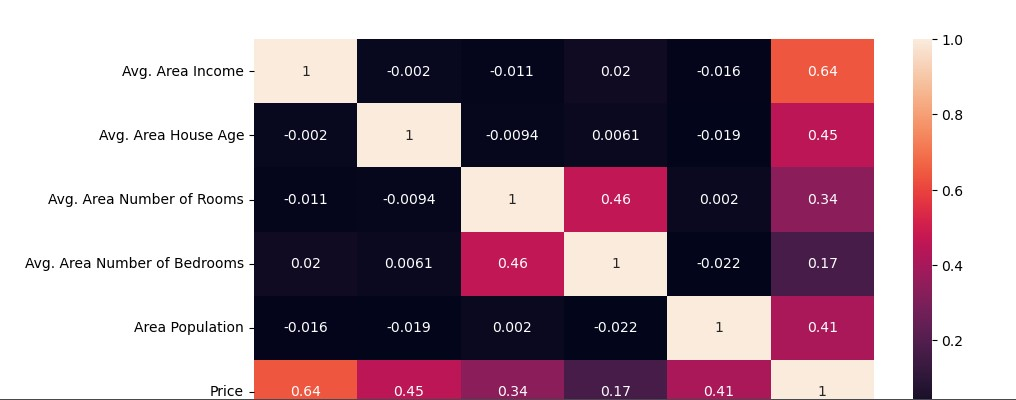 Avg. Area Income 1 -0.002 -0.011 0.02 -0.016 0.64
Avg. Area House Age -0.002 1 -0.0094 0.0061 -0.019 0.45
Avg. Area Number of Rooms -0.011 -0.0094 1 0.46 0.002 0.34
Avg. Area Number of Bedrooms 0.02 0.0061 0.46 1 -0.022 0.17
Area Population -0.016 -0.019 0.002 -0.022 1 0.41
Price 0.64 0.45 0.34 0.17 0.41 1
1.0
0.8
0.6
0.4
0.2